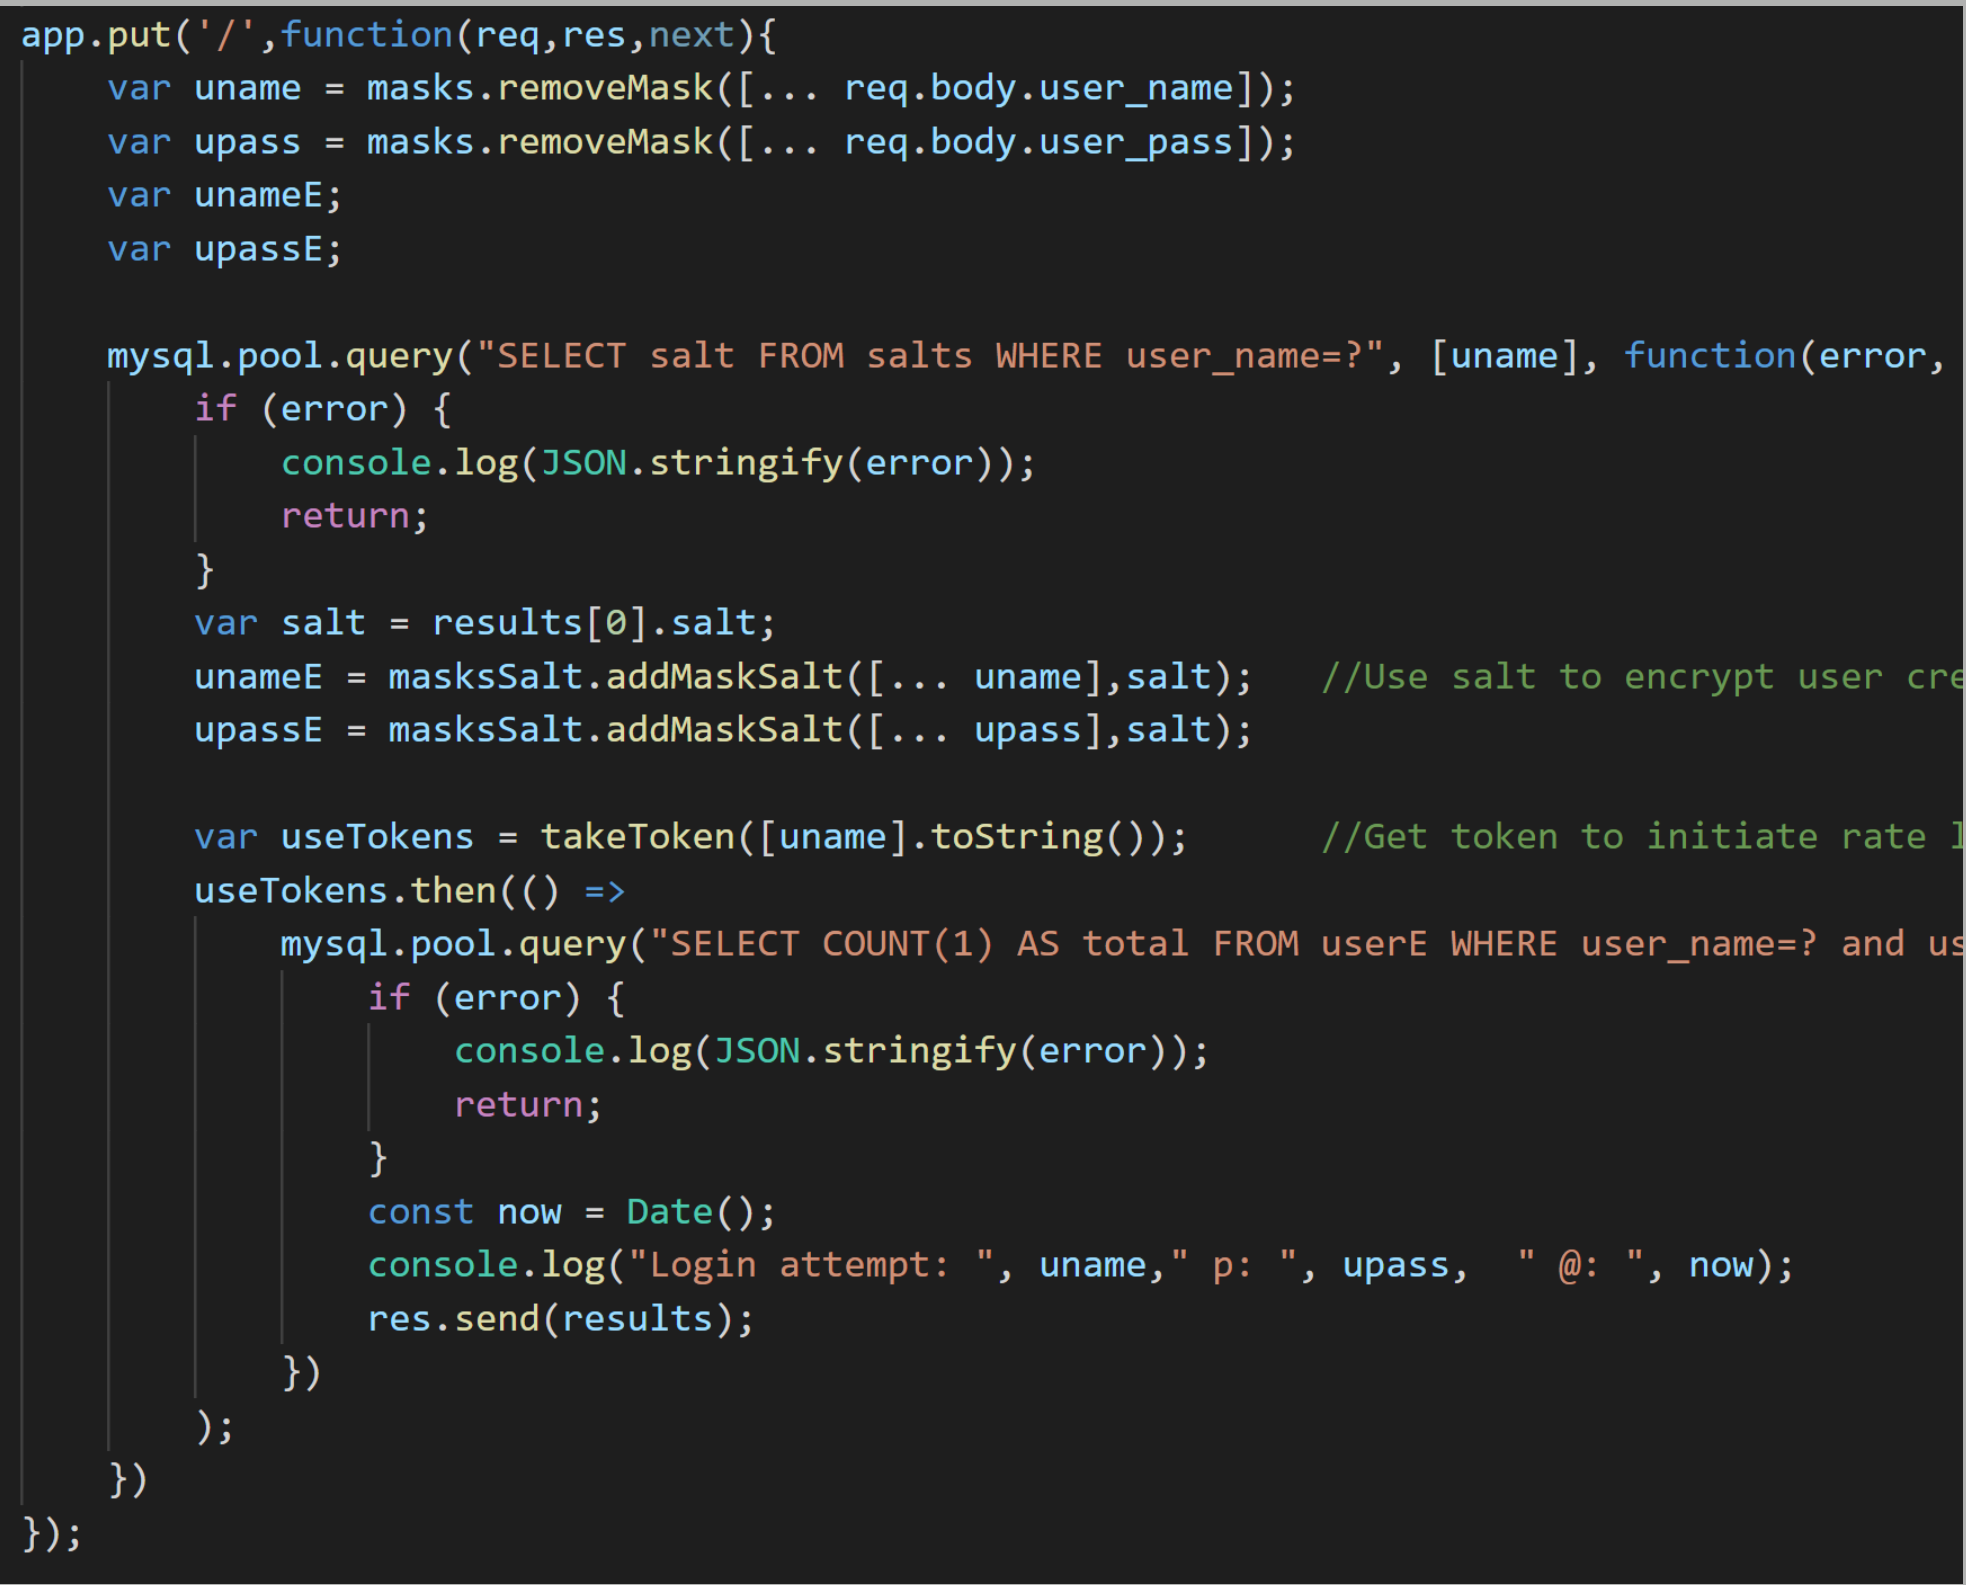 app.put('/',function(req,res,next){
var uname = masks.removeMask([... req.body.user_name]);
var upass = masks.removeMask([... req.body.user_pass]);
var unameE;
var upassE;
mysql.pool.query("SELECT salt FROM salts WHERE user_name=?", [uname], function(error,
if (error) {
console.log(JSON.stringify(error));
return;
}
var salt = results[0].salt;
unameE = masksSalt.addMaskSalt([... uname],salt); //Use salt to encrypt user cre
upassE = masksSalt.addMaskSalt([... upass],salt);
var useTokens = takeToken([uname].toString()); //Get token to initiate rate l
useTokens.then(() =>
mysql.pool.query("SELECT COUNT(1) AS total FROM userE WHERE user_name=? and us
if (error) {
console.log(JSON.stringify(error));
return;
}
const now = Date();
console.log("Login attempt: ", uname," p: ", upass,  " @: ", now);
res.send(results);
})
);
})
});